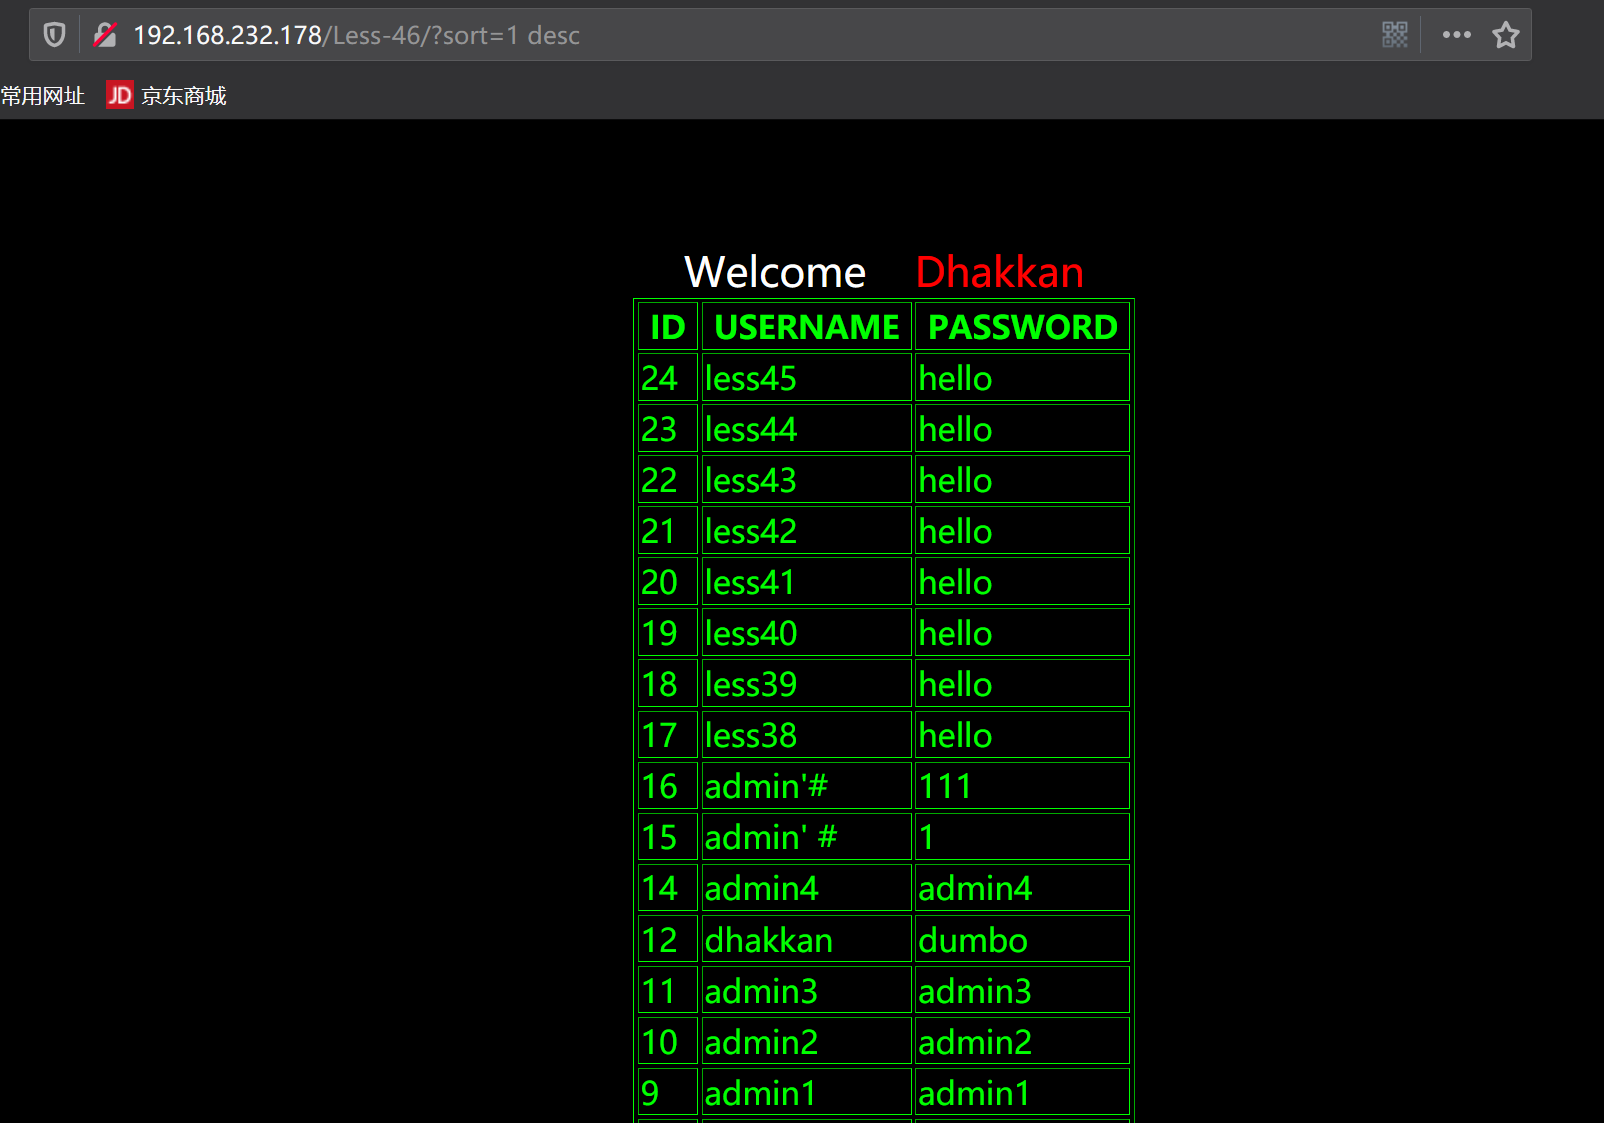 192.168.232.178/Less-46/?sort=1 desc
常用网址 JD 京东商城
Welcome Dhakkan
ID USERNAME PASSWORD
24 less45 hello
23 less44 hello
22 less43 hello
21 less42 hello
20 less41 hello
19 less40 hello
18 less39 hello
17 less38 hello
16 admin'# 111
15 admin' # 1
14 admin4 admin4
12 dhakkan dumbo
11 admin3 admin3
10 admin2 admin2
9 admin1 admin1